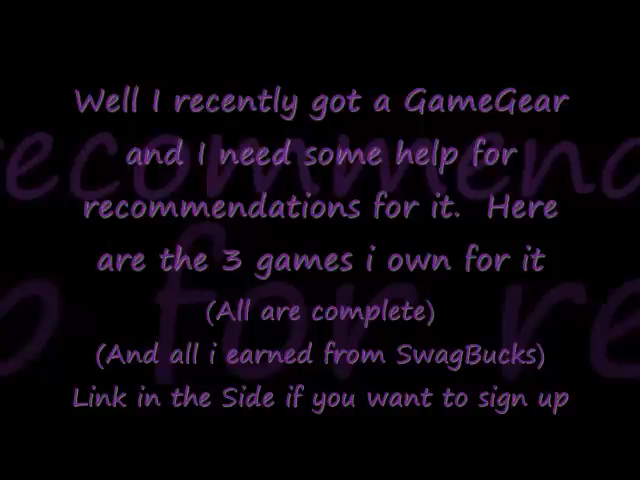 Well I recently got a GameGear
and I need some help for
recommendations for it.  Here
are the 3 games i own for it
(All are complete)
(And all i earned from SwagBucks)
Link in the Side if you want to sign up